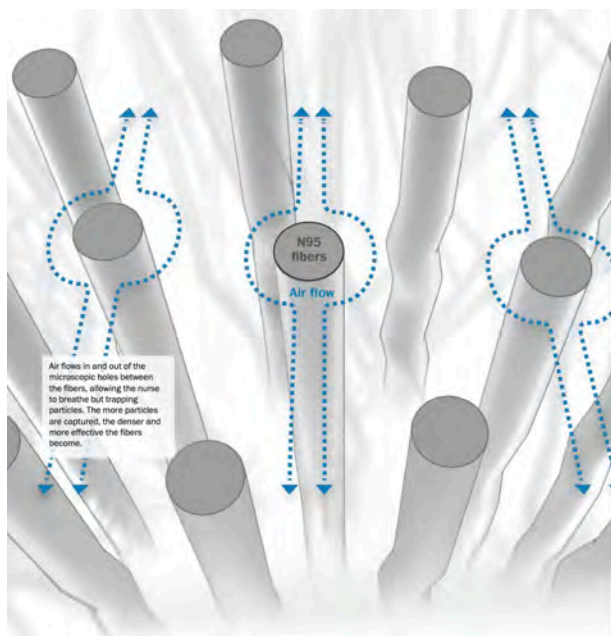 N95
fibers
Air flow
Air flows in and out of the
microscopic holes between
the fibers, allowing the nurse
to breathe but trapping
particles. The more particles
are captured, the denser and
more effective the fibers
become.